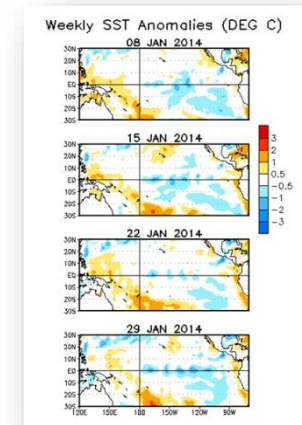 Weekly SST Anomalies (DEG C)
08 JAN 2014
30N
20N
10N
EQ
10S
20S
30S
15 JAN 2014
30N
20N
10N
EQ
10S
20S
30S
3
2
1
0.5
-0.5
-1
-2
-3
22 JAN 2014
30N
20N
10N
EQ
10S
20S
30S
29 JAN 2014
30N
20N
10N
EQ
10S
20S
30S
120E 150E 180 150W 120W 90W